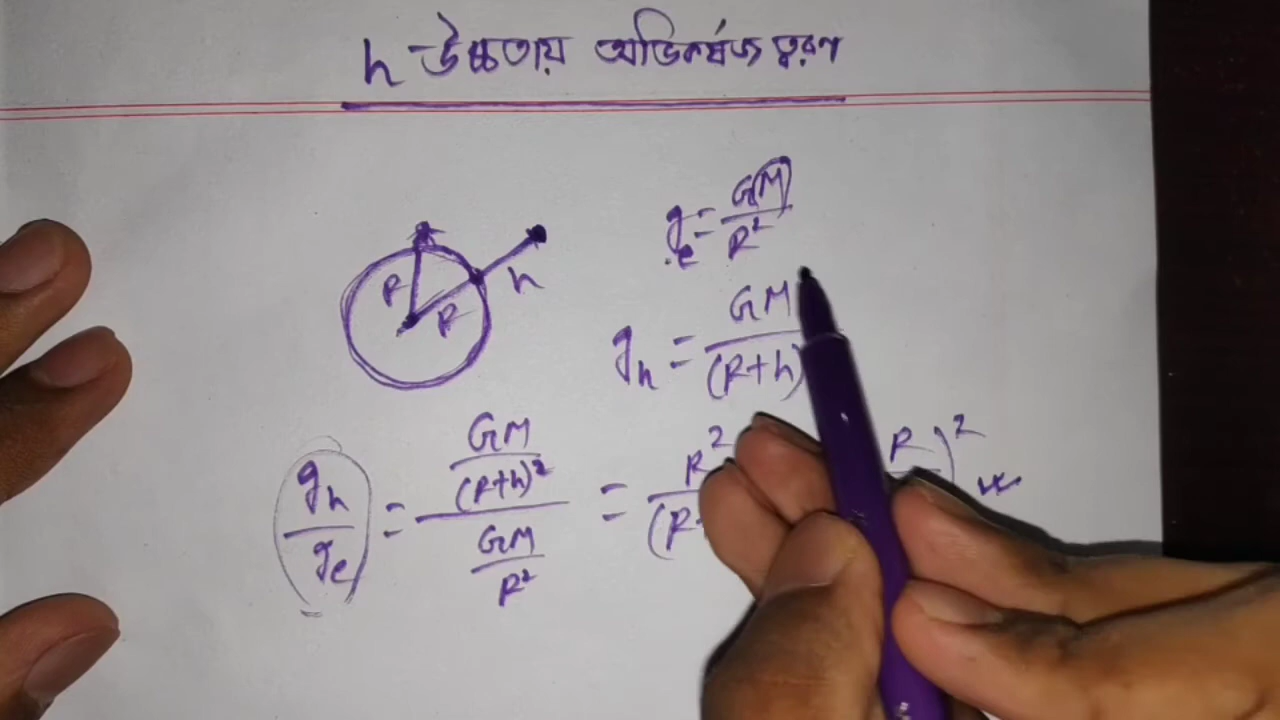 h-উচ্চতায় অভিকর্ষজ ত্বরণ
g_e = GM/R²
R R h
g_h = GM/(R+h)
g_h/g_e = (GM/(R+h)²)/(GM/R²) = R²/(R R)²